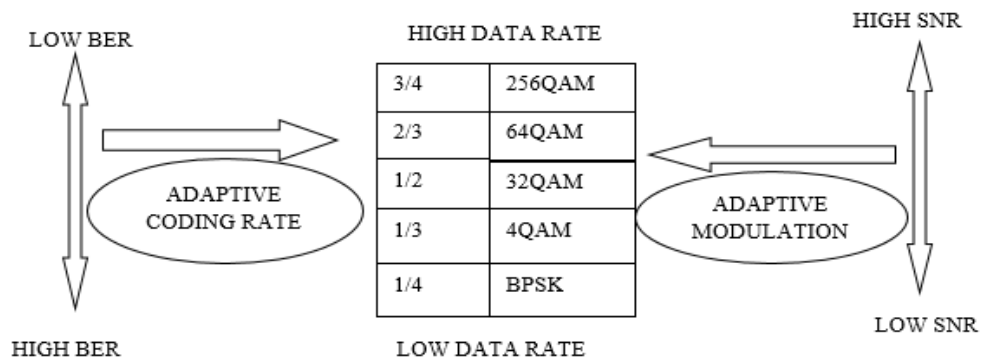 HIGH SNR
LOW BER
HIGH DATA RATE
3/4 256QAM
2/3 64QAM
1/2 32QAM
1/3 4QAM
1/4 BPSK
ADAPTIVE
CODING RATE
ADAPTIVE
MODULATION
LOW SNR
HIGH BER
LOW DATA RATE